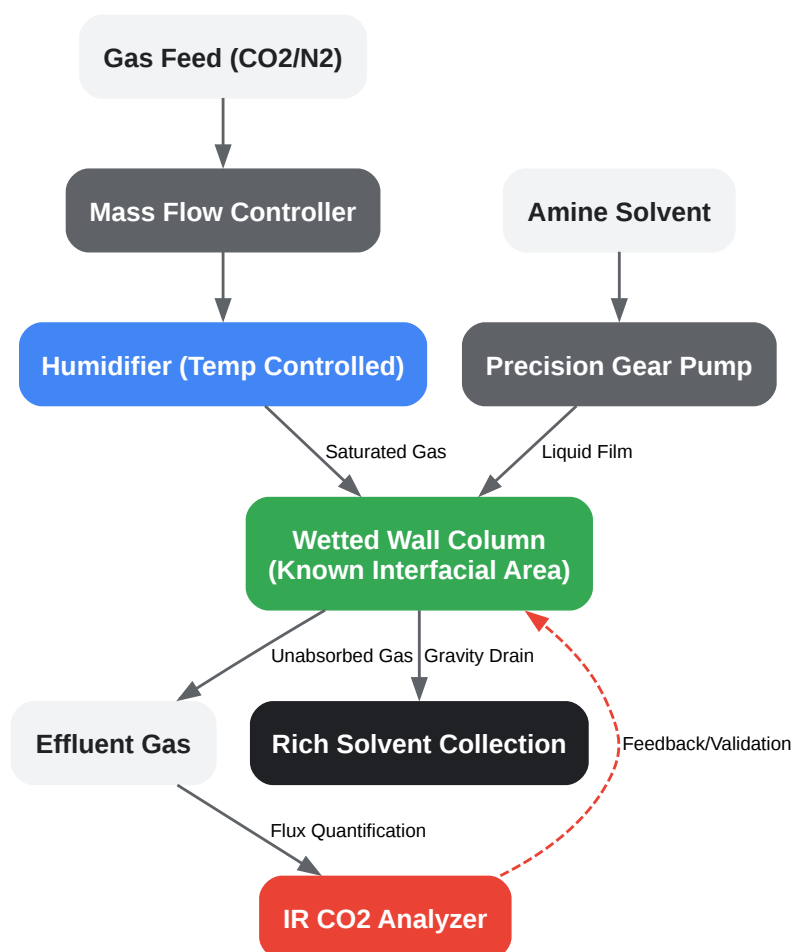 Gas Feed (CO2/N2)
Mass Flow Controller
Amine Solvent
Humidifier (Temp Controlled)
Precision Gear Pump
Saturated Gas
Liquid Film
Wetted Wall Column
(Known Interfacial Area)
Unabsorbed Gas
Gravity Drain
Effluent Gas
Rich Solvent Collection
Feedback/Validation
Flux Quantification
IR CO2 Analyzer